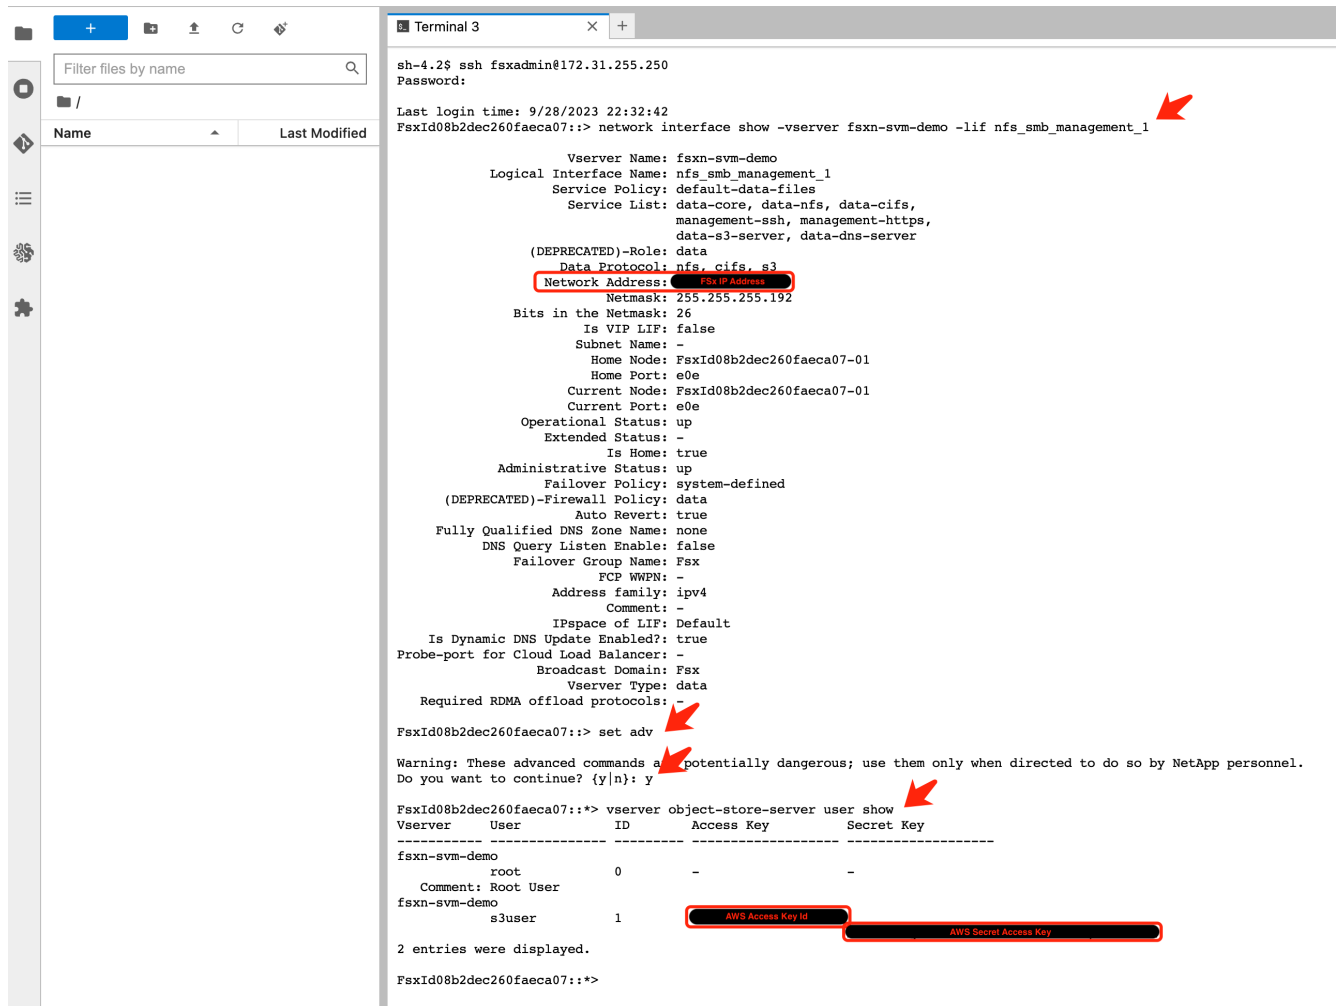 +
Filter files by name
/
Name Last Modified
Terminal 3
+
sh-4.2$ ssh fsxadmin@172.31.255.250
Password:
Last login time: 9/28/2023 22:32:42
FsxId08b2dec260faeca07::> network interface show -vserver fsxn-svm-demo -lif nfs_smb_management_1
Vserver Name: fsxn-svm-demo
Logical Interface Name: nfs_smb_management_1
Service Policy: default-data-files
Service List: data-core, data-nfs, data-cifs,
management-ssh, management-https,
data-s3-server, data-dns-server
(DEPRECATED)-Role: data
Data Protocol: nfs, cifs, s3
Network Address: FSx IP Address
Netmask: 255.255.255.192
Bits in the Netmask: 26
Is VIP LIF: false
Subnet Name: -
Home Node: FsxId08b2dec260faeca07-01
Home Port: e0e
Current Node: FsxId08b2dec260faeca07-01
Current Port: e0e
Operational Status: up
Extended Status: -
Is Home: true
Administrative Status: up
Failover Policy: system-defined
(DEPRECATED)-Firewall Policy: data
Auto Revert: true
Fully Qualified DNS Zone Name: none
DNS Query Listen Enable: false
Failover Group Name: Fsx
FCP WWPN: -
Address family: ipv4
Comment: -
IPspace of LIF: Default
Is Dynamic DNS Update Enabled?: true
Probe-port for Cloud Load Balancer: -
Broadcast Domain: Fsx
Vserver Type: data
Required RDMA offload protocols: -
FsxId08b2dec260faeca07::> set adv
Warning: These advanced commands a potentially dangerous; use them only when directed to do so by NetApp personnel.
Do you want to continue? {y|n}: y
FsxId08b2dec260faeca07::*> vserver object-store-server user show
Vserver User ID Access Key Secret Key
----------- --------------- --------- ------------------- -------------------
fsxn-svm-demo
root 0 - -
Comment: Root User
fsxn-svm-demo
s3user 1 AWS Access Key Id
AWS Secret Access Key
2 entries were displayed.
FsxId08b2dec260faeca07::*>